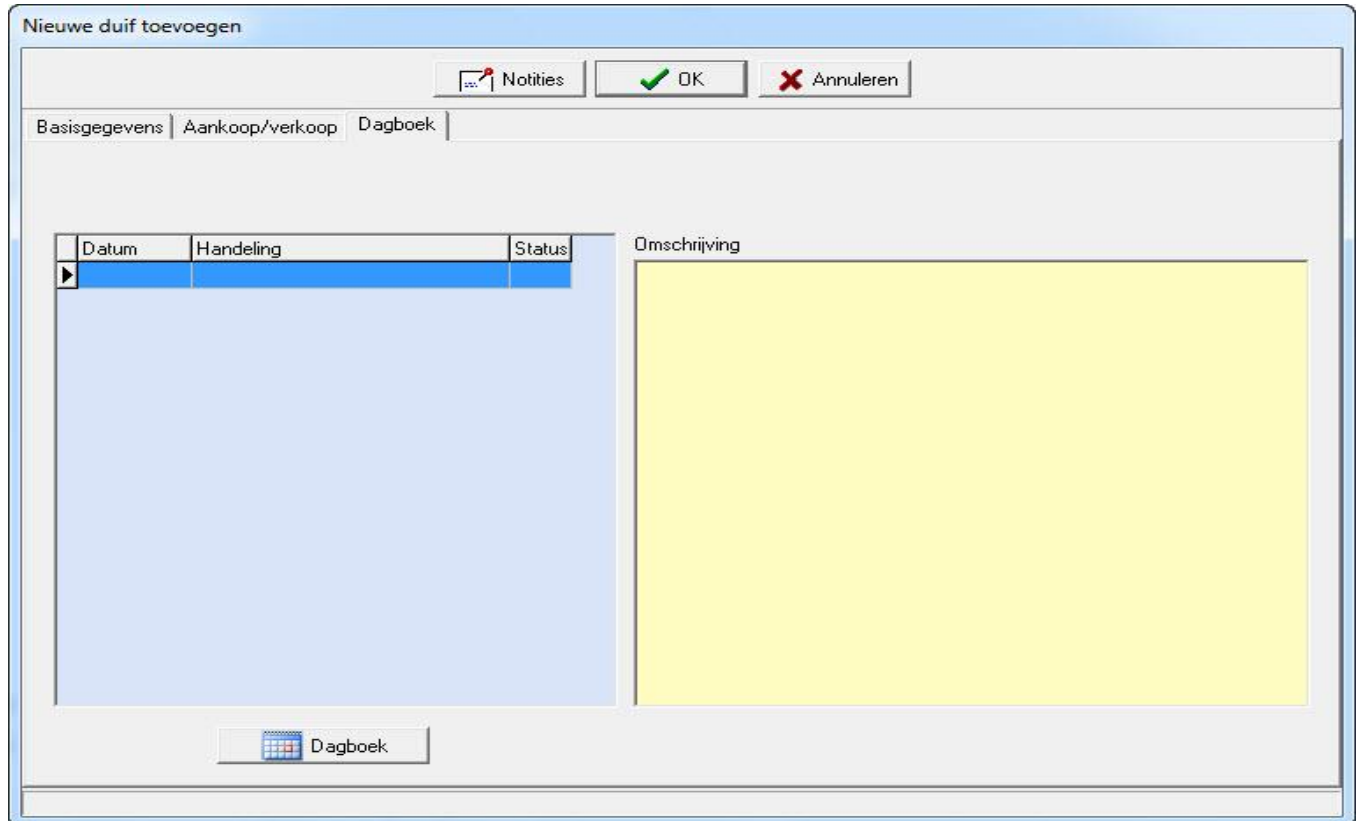 Nieuwe duif toevoegen
Notities OK Annuleren
Basisgegevens Aankoop/verkoop Dagboek
Datum Handeling Status Omschrijving
Dagboek